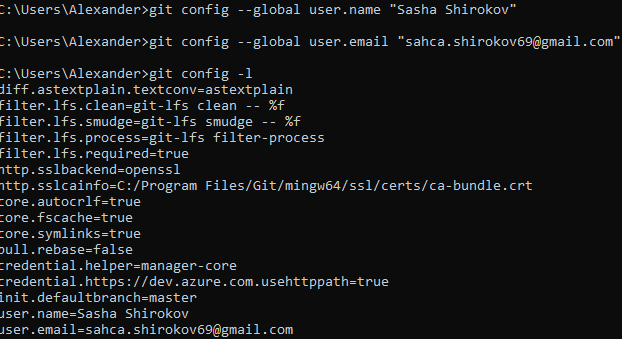 C:\Users\Alexander>git config --global user.name "Sasha Shirokov"
C:\Users\Alexander>git config --global user.email "sahca.shirokov69@gmail.com"
C:\Users\Alexander>git config -l
diff.astextplain.textconv=astextplain
filter.lfs.clean=git-lfs clean -- %f
filter.lfs.smudge=git-lfs smudge -- %f
filter.lfs.process=git-lfs filter-process
filter.lfs.required=true
http.sslbackend=openssl
http.sslcainfo=C:/Program Files/Git/mingw64/ssl/certs/ca-bundle.crt
core.autocrlf=true
core.fscache=true
core.symlinks=true
pull.rebase=false
credential.helper=manager-core
credential.https://dev.azure.com.usehttppath=true
init.defaultbranch=master
user.name=Sasha Shirokov
user.email=sahca.shirokov69@gmail.com